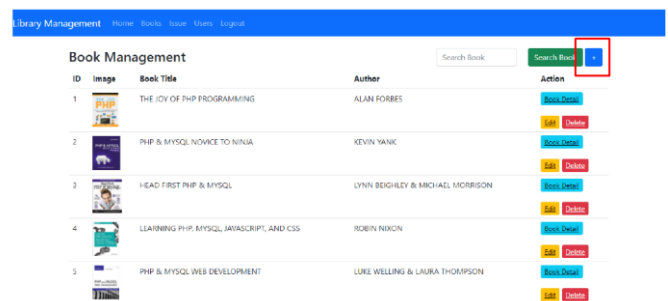 Library Management Home Books Issue Users Logout
Book Management Search Book Search Book +
ID Image Book Title Author Action
1 PHP THE JOY OF PHP PROGRAMMING ALAN FORBES Book Detail
Edit Delete
2 PHP & MYSQL NOVICE TO NINJA KEVIN YANK Book Detail
Edit Delete
3 HEAD FIRST PHP & MYSQL LYNN BEIGHLEY & MICHAEL MORRISON Book Detail
Edit Delete
4 LEARNING PHP, MYSQL, JAVASCRIPT, AND CSS ROBIN NIXON Book Detail
Edit Delete
5 PHP & MYSQL WEB DEVELOPMENT LUKE WELLING & LAURA THOMPSON Book Detail
Edit Delete